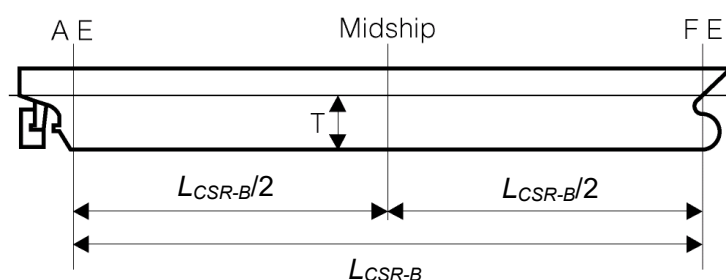 A E Midship F E
T
L_CSR-B/2 L_CSR-B/2
L_CSR-B